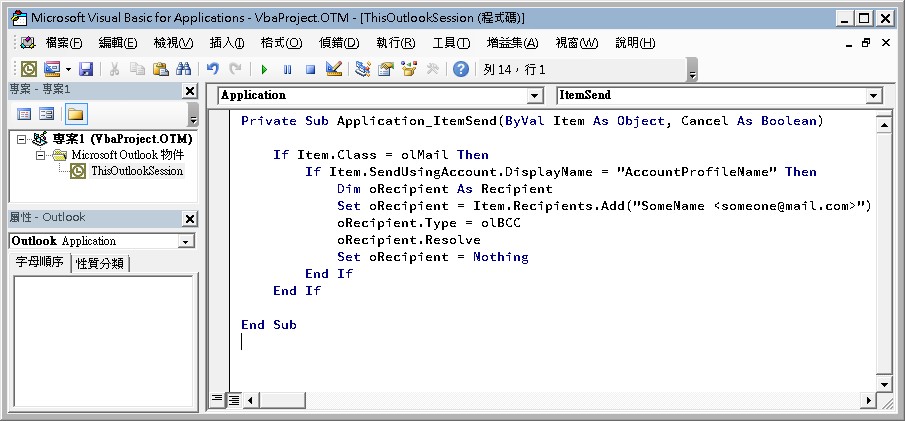 Microsoft Visual Basic for Applications - VbaProject.OTM - [ThisOutlookSession (程式碼)]
檔案(F) 編輯(E) 檢視(V) 插入(I) 格式(O) 偵錯(D) 執行(R) 工具(T) 增益集(A) 視窗(W) 說明(H)
列 14，行 1
專案 - 專案1
專案1 (VbaProject.OTM)
Microsoft Outlook 物件
ThisOutlookSession
屬性 - Outlook
Outlook Application
字母順序 性質分類
Application ItemSend
Private Sub Application_ItemSend(ByVal Item As Object, Cancel As Boolean)
If Item.Class = olMail Then
If Item.SendUsingAccount.DisplayName = "AccountProfileName" Then
Dim oRecipient As Recipient
Set oRecipient = Item.Recipients.Add("SomeName <someone@mail.com>")
oRecipient.Type = olBCC
oRecipient.Resolve
Set oRecipient = Nothing
End If
End If
End Sub